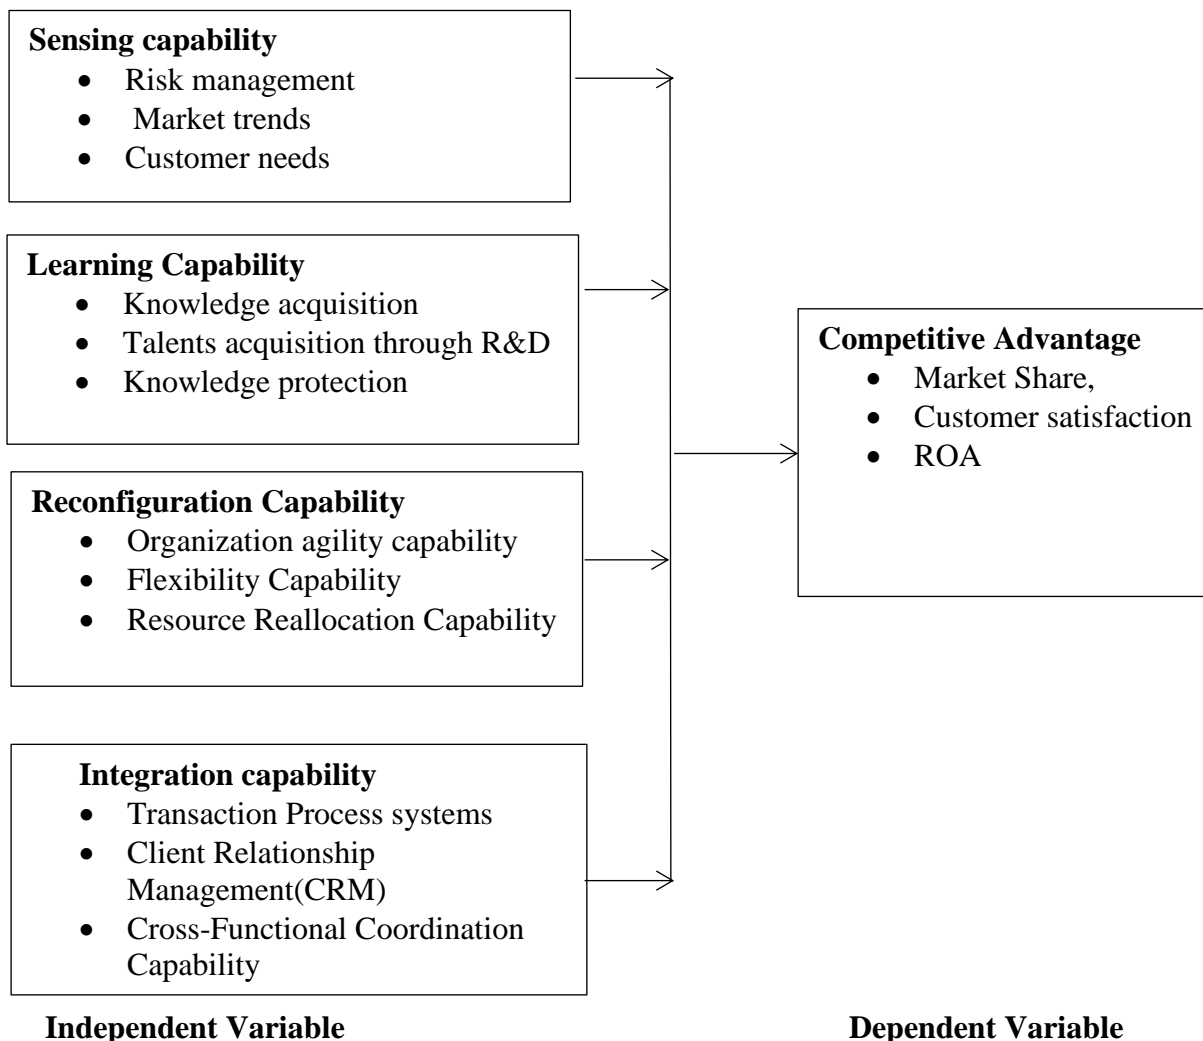 Sensing capability
• Risk management
• Market trends
• Customer needs
Learning Capability
• Knowledge acquisition
• Talents acquisition through R&D
• Knowledge protection
Reconfiguration Capability
• Organization agility capability
• Flexibility Capability
• Resource Reallocation Capability
Integration capability
• Transaction Process systems
• Client Relationship
Management(CRM)
• Cross-Functional Coordination
Capability
Independent Variable
Competitive Advantage
• Market Share,
• Customer satisfaction
• ROA
Dependent Variable